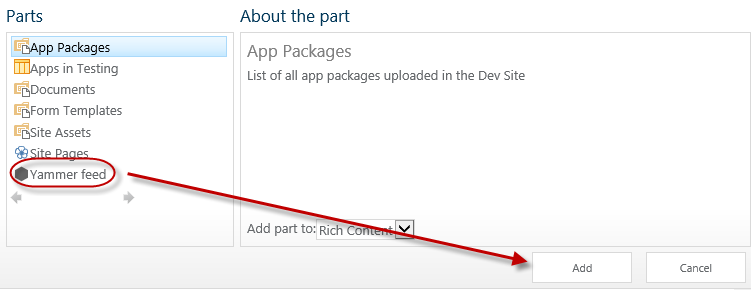 Parts
App Packages
Apps in Testing
Documents
Form Templates
Site Assets
Site Pages
Yammer feed
About the part
App Packages
List of all app packages uploaded in the Dev Site
Add part to: Rich Content
Add
Cancel